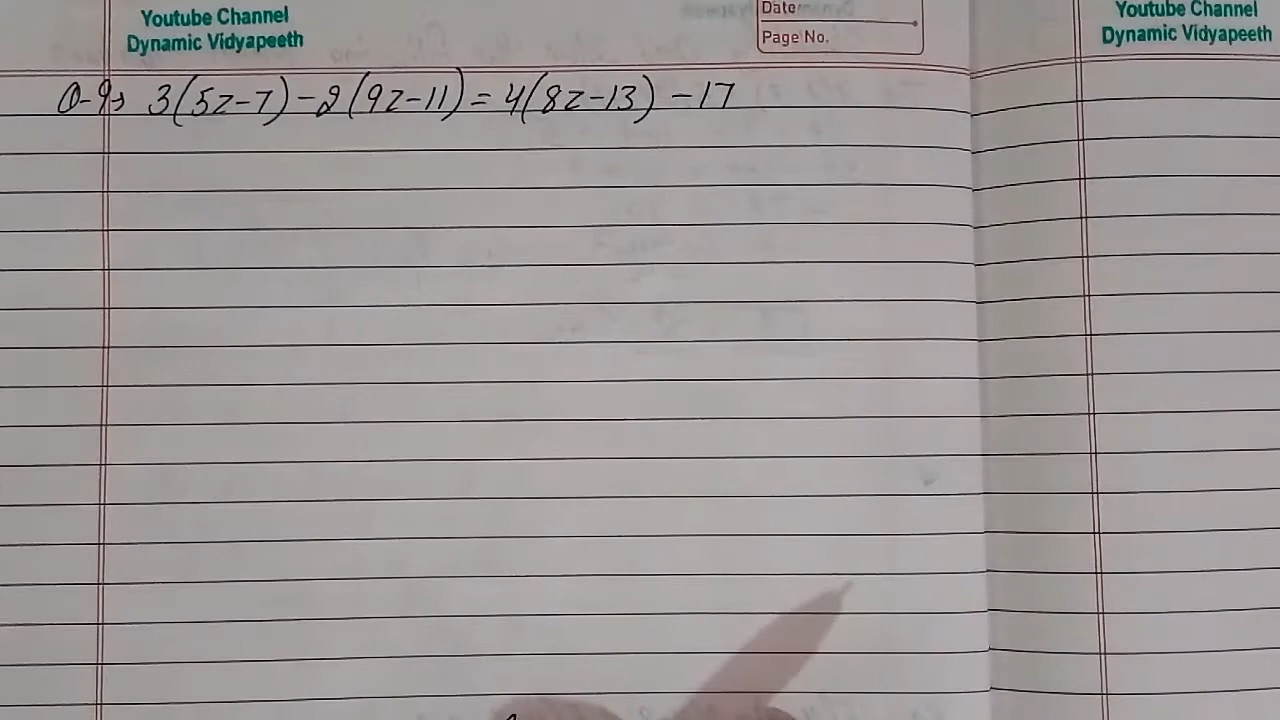 Youtube Channel
Dynamic Vidyapeeth
Date
Page No.
Youtube Channel
Dynamic Vidyapeeth
Q-9→ 3(5z-7)-2(9z-11)=4(8z-13)-17